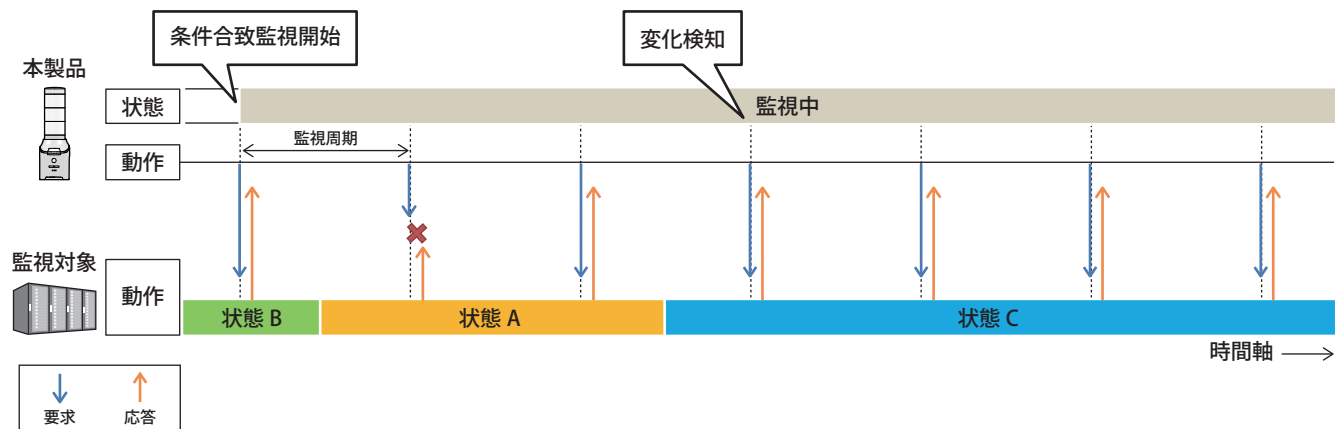 条件合致監視開始
変化検知
本製品
状態
監視中
監視周期
動作
監視対象
動作
状態 B
状態 A
状態 C
時間軸
要求
応答